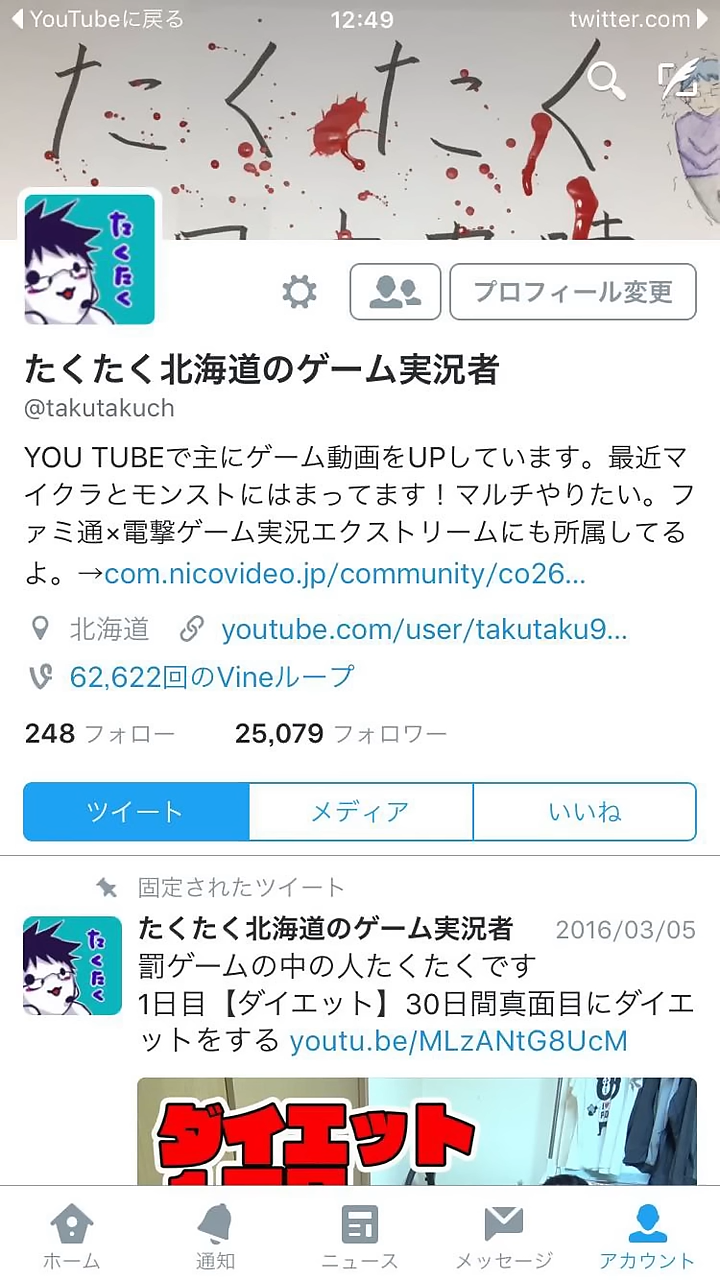 YouTubeに戻る 12:49 twitter.com
たくたく
たくたく
プロフィール変更
たくたく北海道のゲーム実況者
@takutakuch
YOU TUBEで主にゲーム動画をUPしています。最近マ
イクラとモンストにはまってます！マルチやりたい。フ
ァミ通×電撃ゲーム実況エクストリームにも所属してる
よ。→com.nicovideo.jp/community/co26...
北海道 youtube.com/user/takutaku9...
62,622回のVineループ
248 フォロー 25,079 フォロワー
ツイート メディア いいね
固定されたツイート
たくたく北海道のゲーム実況者 2016/03/05
たくたく
罰ゲームの中の人たくたくです
1日目【ダイエット】30日間真面目にダイエ
ットをする youtu.be/MLzANtG8UcM
ダイエット
ホーム 通知 ニュース メッセージ アカウント